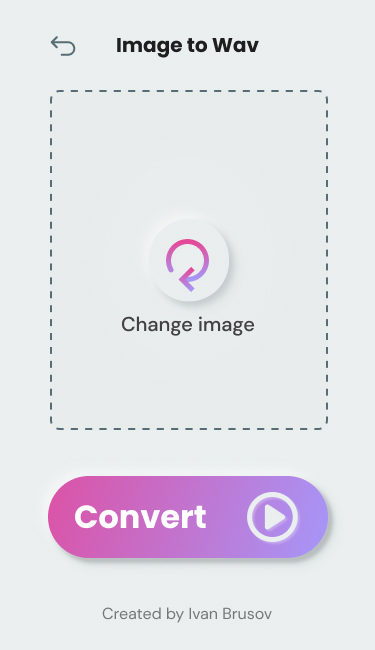 Image to Wav
Change image
Convert
Created by Ivan Brusov